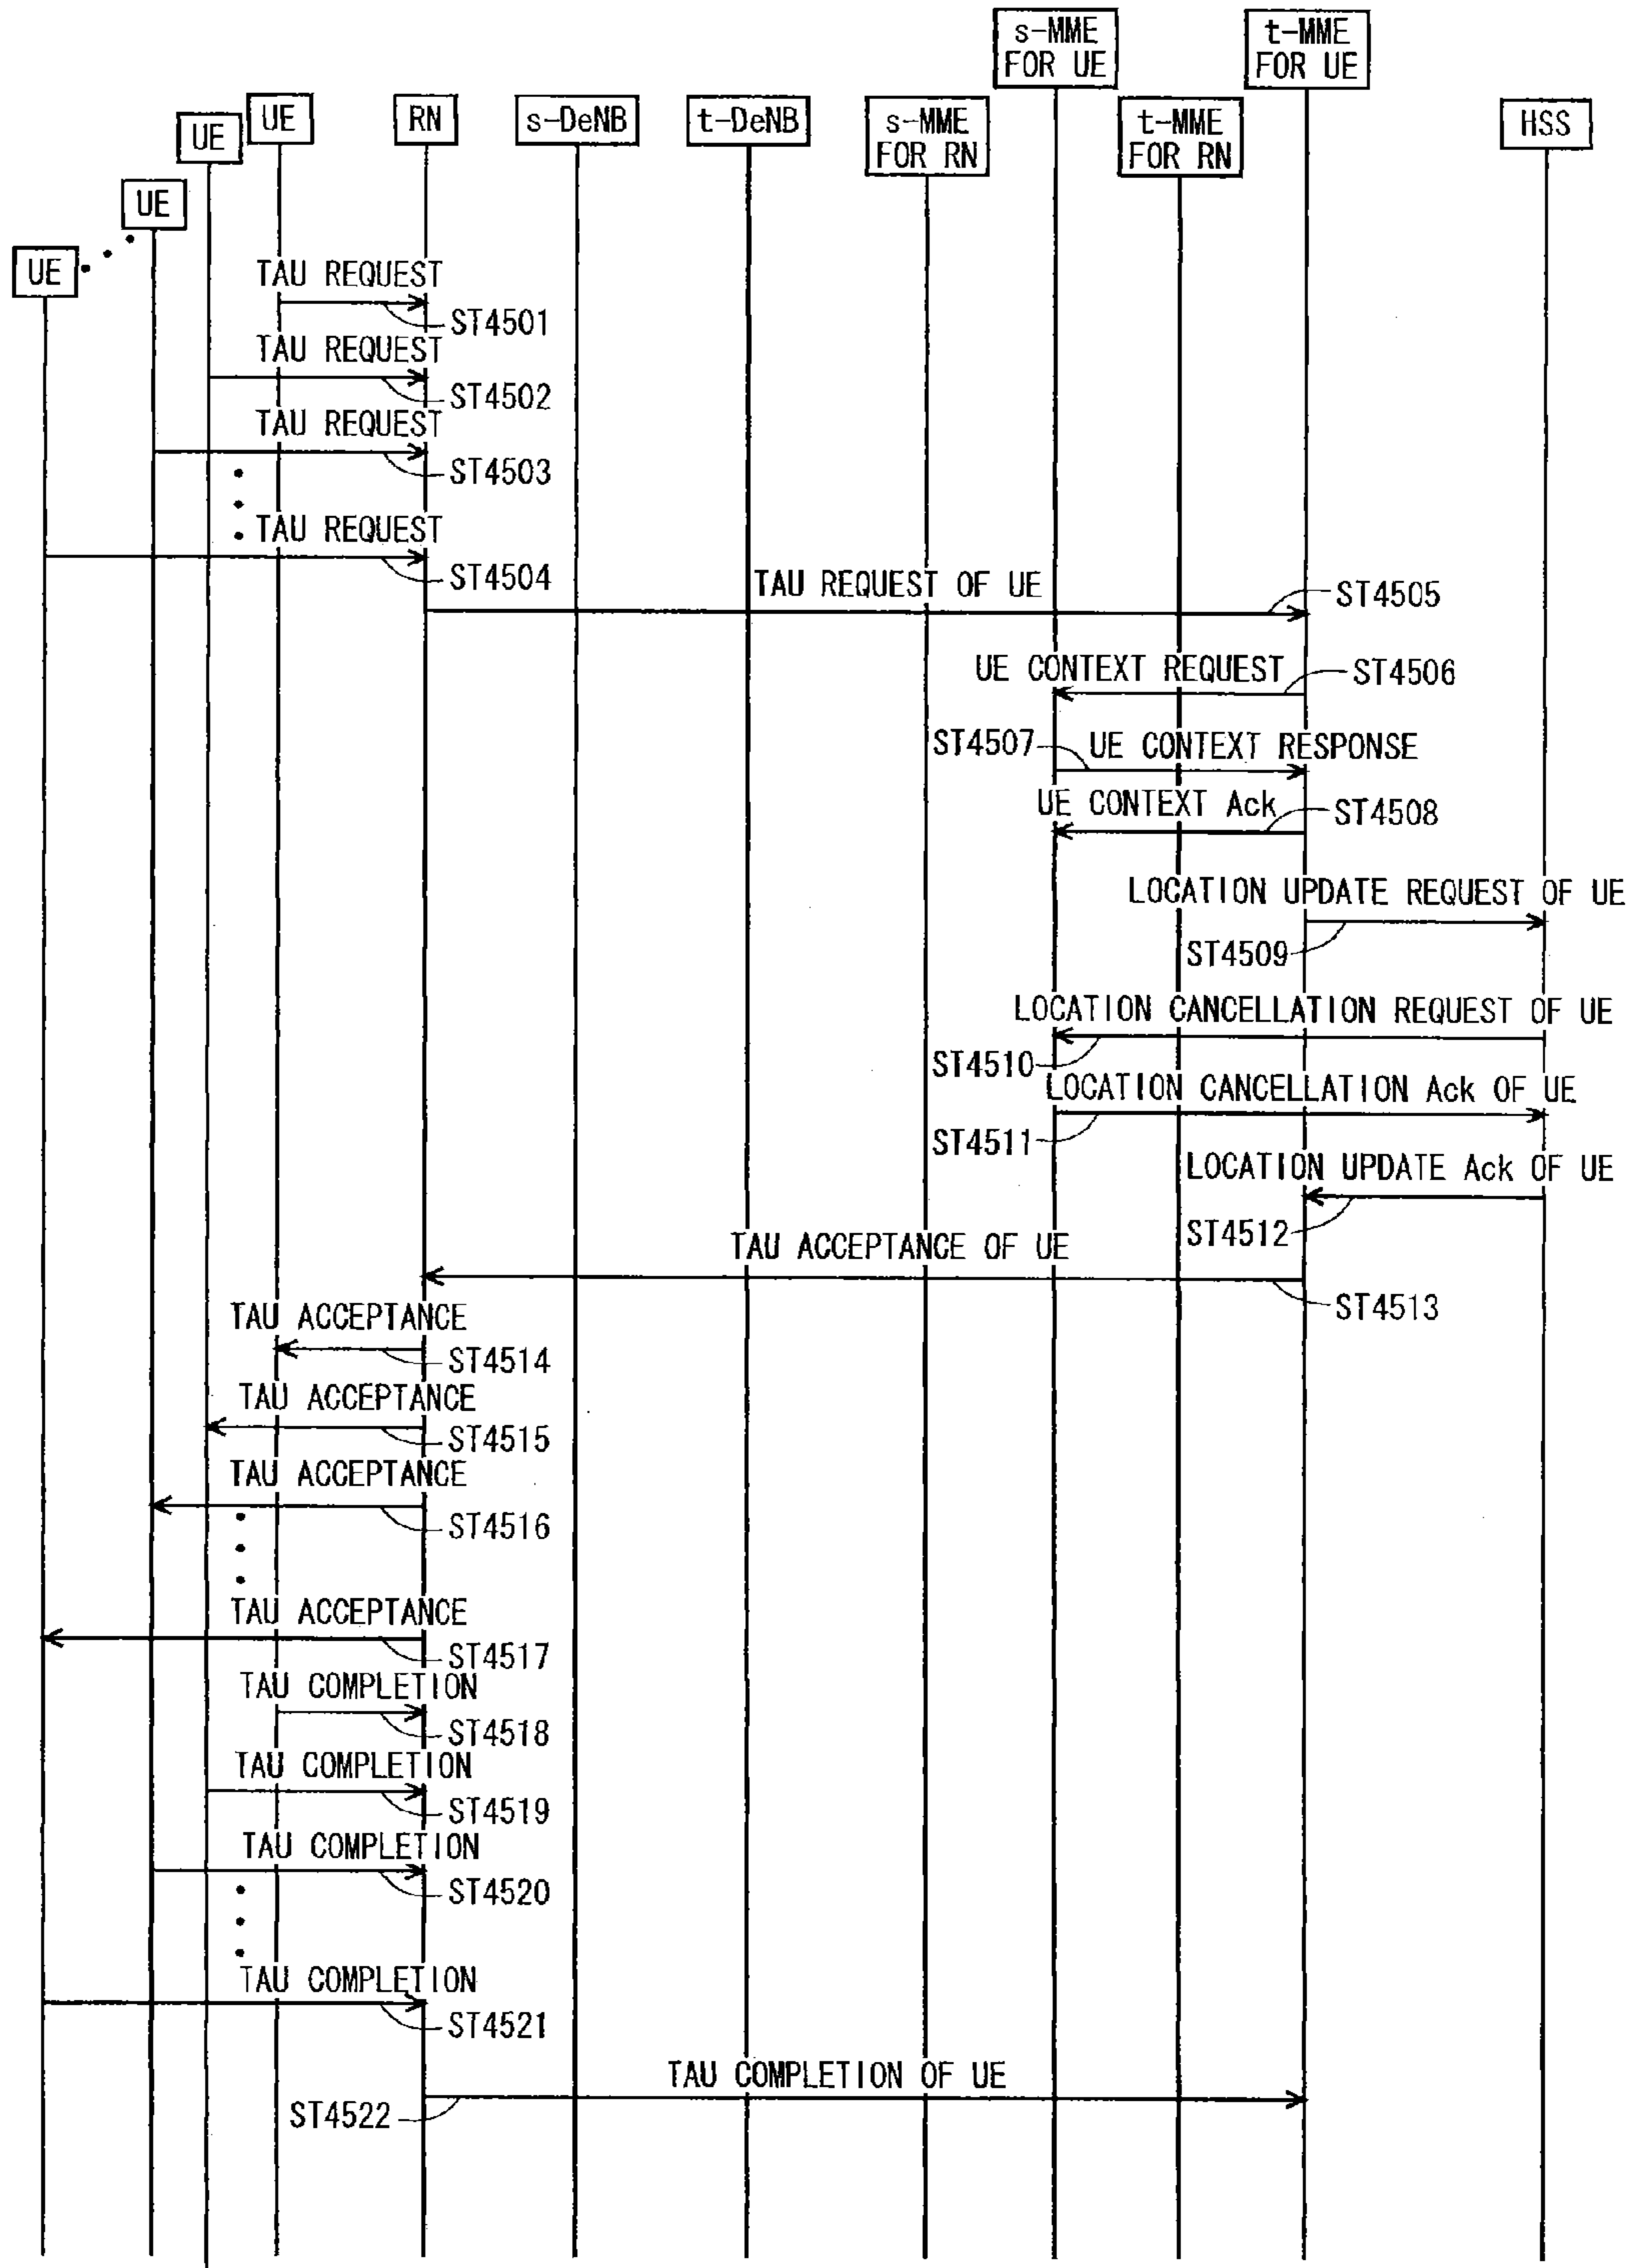 s-MME
FOR UE
t-MME
FOR UE
UE
UE
UE
UE
RN
s-DeNB
t-DeNB
s-MME
FOR RN
t-MME
FOR RN
HSS
TAU REQUEST
ST4501
TAU REQUEST
ST4502
TAU REQUEST
ST4503
TAU REQUEST
ST4504
TAU REQUEST OF UE
ST4505
UE CONTEXT REQUEST
ST4506
ST4507
UE CONTEXT RESPONSE
UE CONTEXT Ack
ST4508
LOCATION UPDATE REQUEST OF UE
ST4509
LOCATION CANCELLATION REQUEST OF UE
ST4510
LOCATION CANCELLATION Ack OF UE
ST4511
LOCATION UPDATE Ack OF UE
ST4512
TAU ACCEPTANCE OF UE
ST4513
TAU ACCEPTANCE
ST4514
TAU ACCEPTANCE
ST4515
TAU ACCEPTANCE
ST4516
TAU ACCEPTANCE
ST4517
TAU COMPLETION
ST4518
TAU COMPLETION
ST4519
TAU COMPLETION
ST4520
TAU COMPLETION
ST4521
TAU COMPLETION OF UE
ST4522